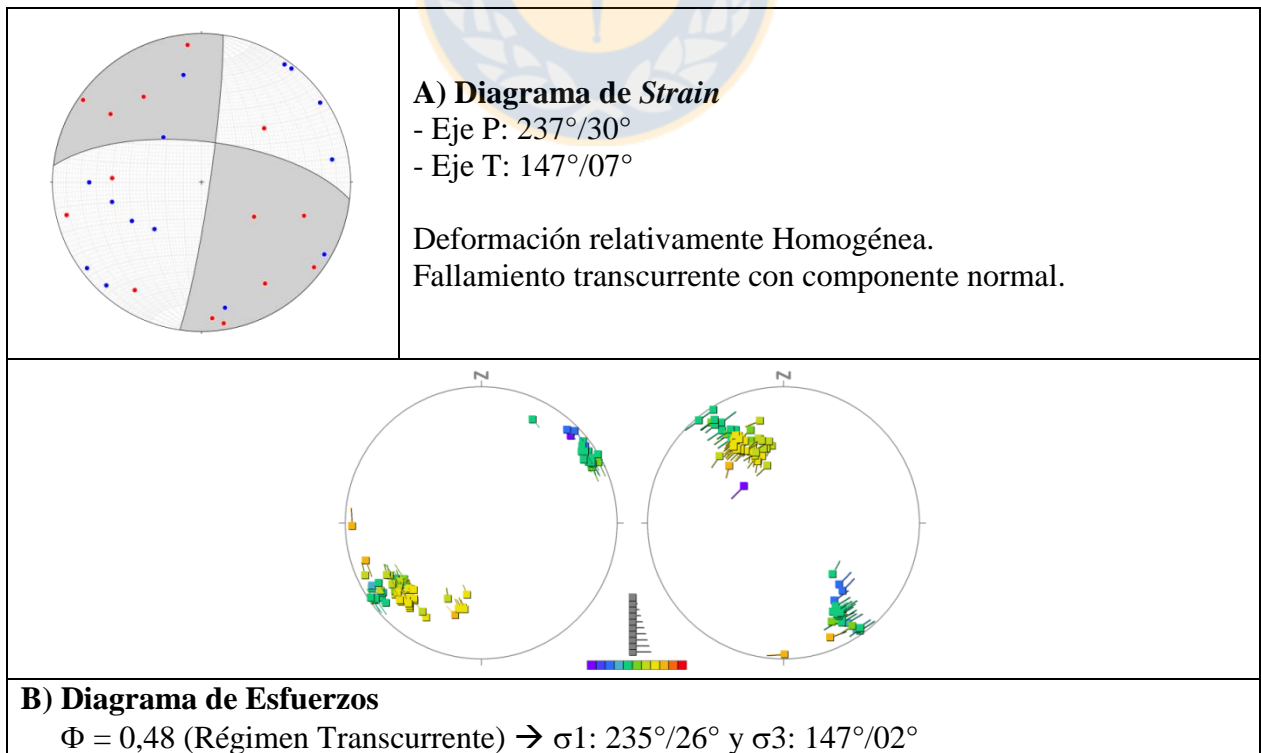 A) Diagrama de Strain
- Eje P: 237°/30°
- Eje T: 147°/07°
Deformación relativamente Homogénea.
Fallamiento transcurrente con componente normal.
N
N
B) Diagrama de Esfuerzos
Φ = 0,48 (Régimen Transcurrente) → σ1: 235°/26° y σ3: 147°/02°